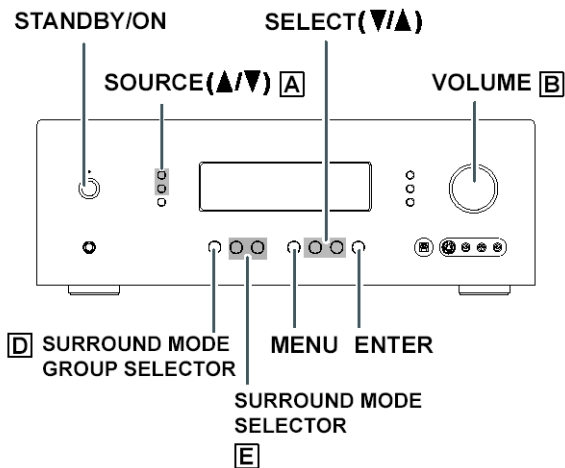 STANDBY/ON
SELECT(▼/▲)
SOURCE(▲/▼) A
VOLUME B
D SURROUND MODE
GROUP SELECTOR
MENU
ENTER
SURROUND MODE
SELECTOR
E